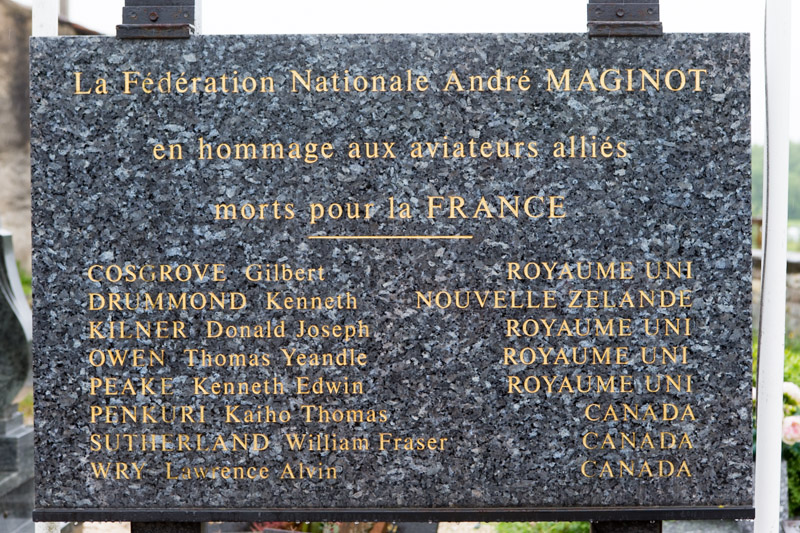 La Fédération Nationale André MAGINOT
en hommage aux aviateurs alliés
morts pour la FRANCE
COSGROVE Gilbert ROYAUME UNI
DRUMMOND Kenneth NOUVELLE ZELANDE
KILNER Donald Joseph ROYAUME UNI
OWEN Thomas Yeandle ROYAUME UNI
PEAKE Kenneth Edwin ROYAUME UNI
PENKURI Kaiho Thomas CANADA
SUTHERLAND William Fraser CANADA
WRY Lawrence Alvin CANADA